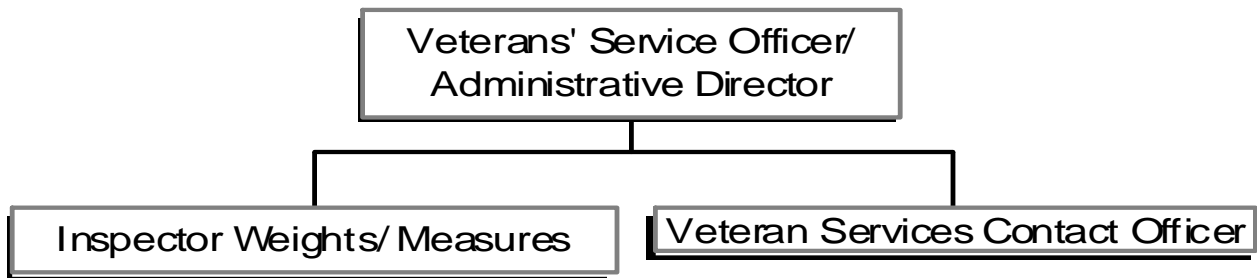 Veterans' Service Officer/
Administrative Director
Inspector Weights/ Measures
Veteran Services Contact Officer